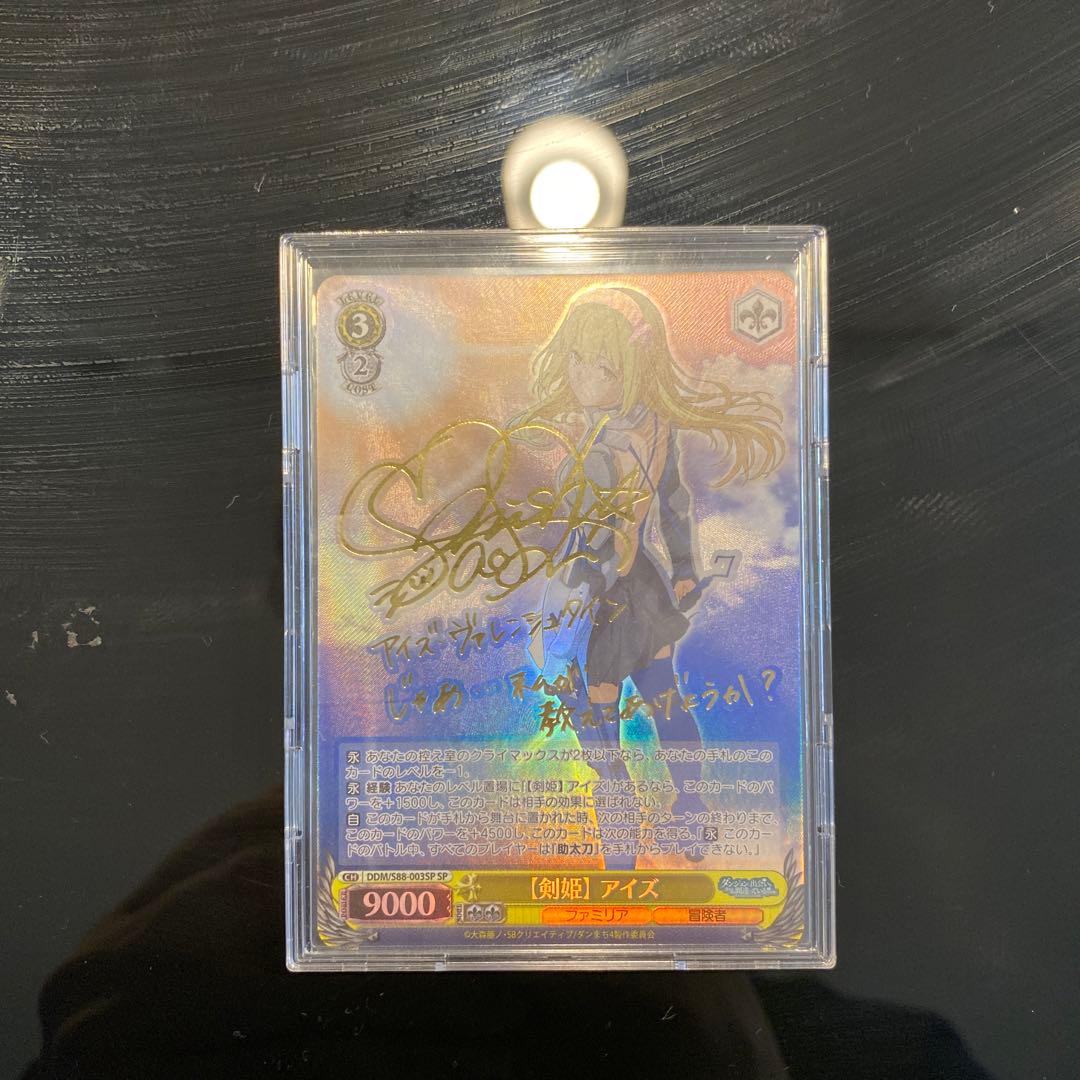 LEVEL
3
2
COST
アイズ・ヴァレンシュタイン
じゃあ… 私が
教えてあげようか?
永 あなたの控え室のクライマックスが2枚以下なら、あなたの手札のこの
カードのレベルを-1。
永 経験 あなたのレベル置場に「【剣姫】 アイズ」があるなら、このカードのパ
ワーを+1500し、このカードは相手の効果に選ばれない。
自 このカードが手札から舞台に置かれた時、次の相手のターンの終わりまで、
このカードのパワーを+4500し、このカードは次の能力を得る。『永 このカー
ドのバトル中、すべてのプレイヤーは『助太刀』を手札からプレイできない。』
CH DDM/S88-003SP SP
【剣姫】 アイズ
POWER 9000 SOUL
ファミリア 冒険者
©大森藤ノ・SBクリエイティブ/ダンまち4製作委員会